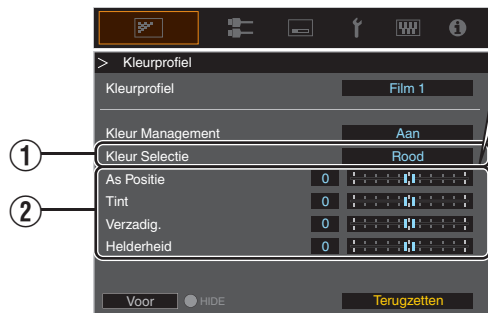 > Kleurprofiel
Kleurprofiel Film 1
Kleur Management Aan
① Kleur Selectie Rood
② As Positie 0
Tint 0
Verzadig. 0
Helderheid 0
Voor HIDE Terugzetten